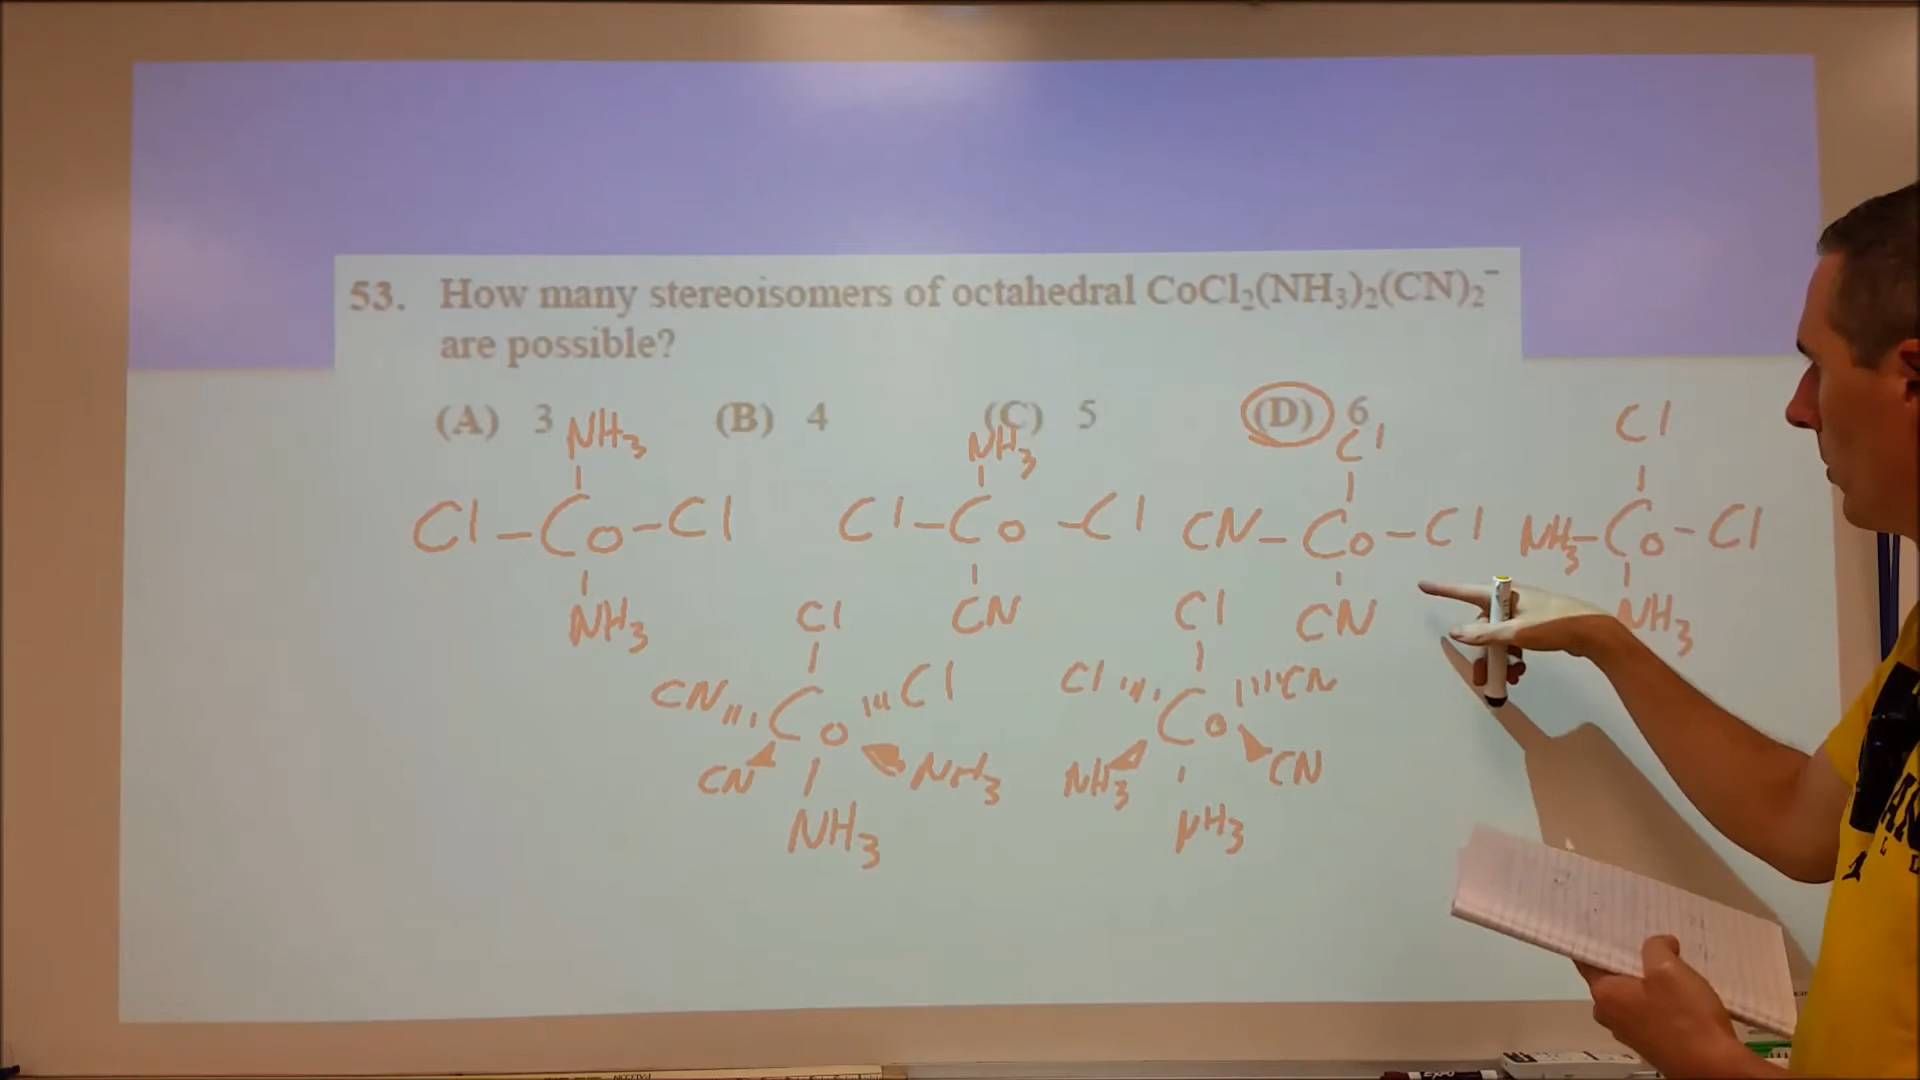 53. How many stereoisomers of octahedral CoCl₂(NH₃)₂(CN)₂⁻
are possible?
(A) 3 (B) 4 (C) 5 (D) 6
NH₃ NH₃ Cl Cl
Cl-Co-Cl Cl-Co-Cl CN-Co-Cl NH₃-Co-Cl
NH₃ CN CN NH₃
Cl Cl
CN Co Cl Cl Co CN
CN NH₃ NH₃ CN
NH₃ NH₃